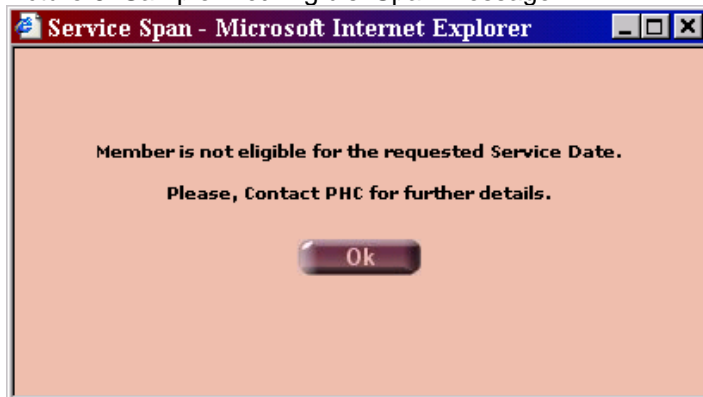 Service Span - Microsoft Internet Explorer
Member is not eligible for the requested Service Date.
Please, Contact PHC for further details.
Ok